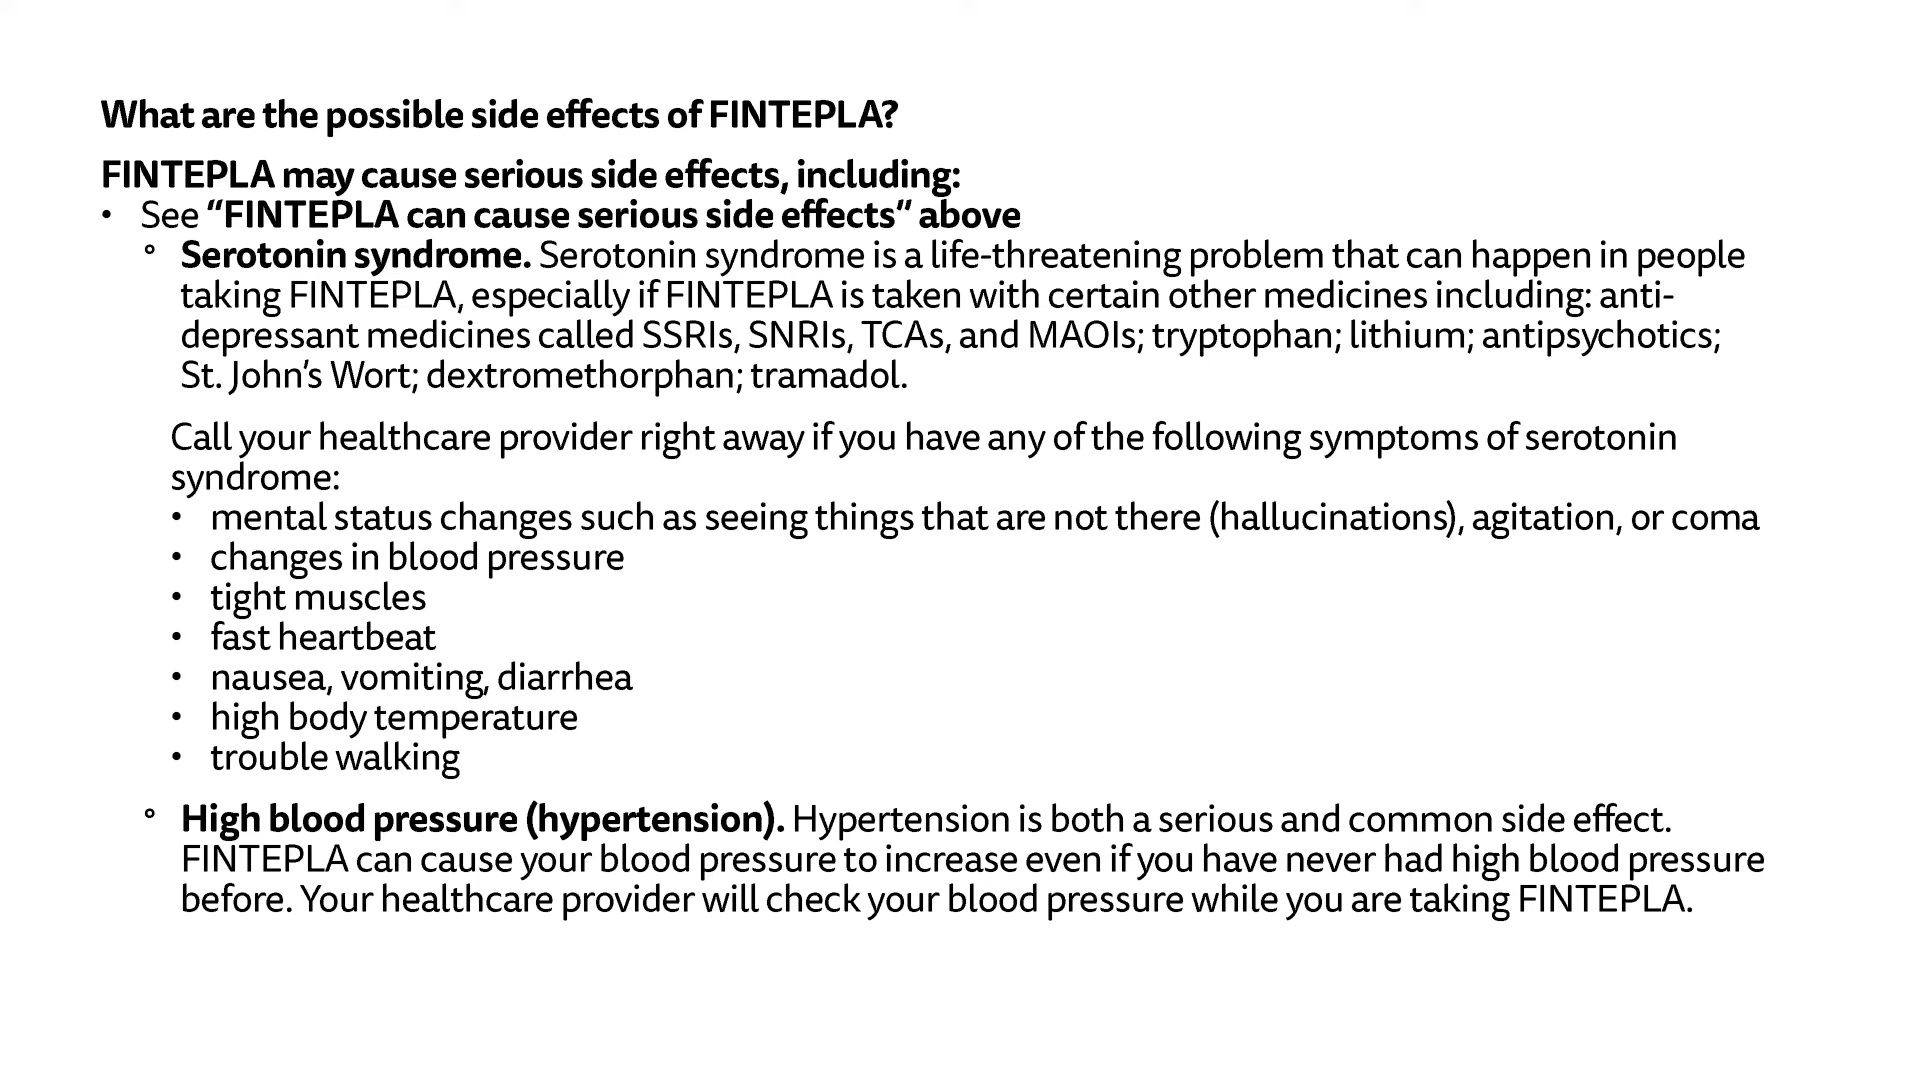 What are the possible side effects of FINTEPLA?
FINTEPLA may cause serious side effects, including:
• See “FINTEPLA can cause serious side effects” above
° Serotonin syndrome. Serotonin syndrome is a life-threatening problem that can happen in people
taking FINTEPLA, especially if FINTEPLA is taken with certain other medicines including: anti-
depressant medicines called SSRIs, SNRIs, TCAs, and MAOIs; tryptophan; lithium; antipsychotics;
St. John’s Wort; dextromethorphan; tramadol.
Call your healthcare provider right away if you have any of the following symptoms of serotonin
syndrome:
• mental status changes such as seeing things that are not there (hallucinations), agitation, or coma
• changes in blood pressure
• tight muscles
• fast heartbeat
• nausea, vomiting, diarrhea
• high body temperature
• trouble walking
° High blood pressure (hypertension). Hypertension is both a serious and common side effect.
FINTEPLA can cause your blood pressure to increase even if you have never had high blood pressure
before. Your healthcare provider will check your blood pressure while you are taking FINTEPLA.